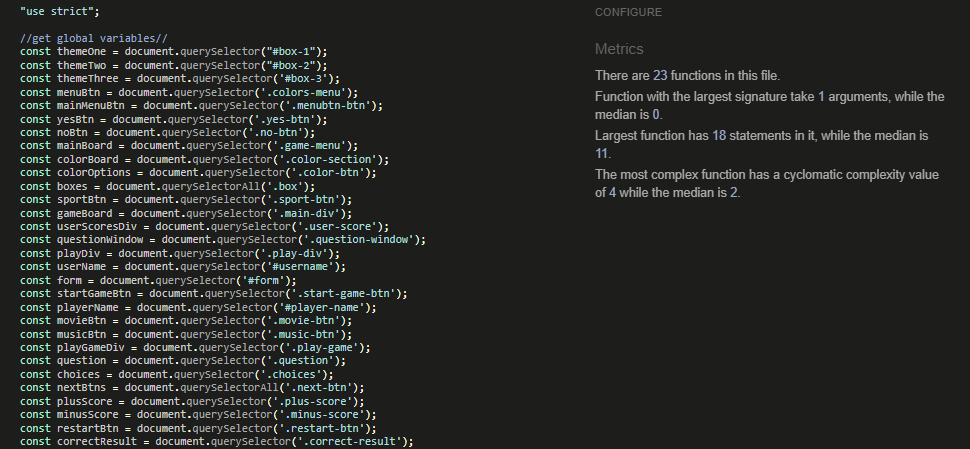 "use strict";
//get global variables//
const themeOne = document.querySelector("#box-1");
const themeTwo = document.querySelector("#box-2");
const themeThree = document.querySelector('#box-3');
const menuBtn = document.querySelector('.colors-menu');
const mainMenuBtn = document.querySelector('.menubtn-btn');
const yesBtn = document.querySelector('.yes-btn');
const noBtn = document.querySelector('.no-btn');
const mainBoard = document.querySelector('.game-menu');
const colorBoard = document.querySelector('.color-section');
const colorOptions = document.querySelector('.color-btn');
const boxes = document.querySelectorAll('.box');
const sportBtn = document.querySelector('.sport-btn');
const gameBoard = document.querySelector('.main-div');
const userScoresDiv = document.querySelector('.user-score');
const questionWindow = document.querySelector('.question-window');
const playDiv = document.querySelector('.play-div');
const userName = document.querySelector('#username');
const form = document.querySelector('#form');
const startGameBtn = document.querySelector('.start-game-btn');
const playerName = document.querySelector('#player-name');
const movieBtn = document.querySelector('.movie-btn');
const musicBtn = document.querySelector('.music-btn');
const playGameDiv = document.querySelector('.play-game');
const question = document.querySelector('.question');
const choices = document.querySelector('.choices');
const nextBtns = document.querySelectorAll('.next-btn');
const plusScore = document.querySelector('.plus-score');
const minusScore = document.querySelector('.minus-score');
const restartBtn = document.querySelector('.restart-btn');
const correctResult = document.querySelector('.correct-result');
CONFIGURE
Metrics
There are 23 functions in this file.
Function with the largest signature take 1 arguments, while the
median is 0.
Largest function has 18 statements in it, while the median is
11.
The most complex function has a cyclomatic complexity value
of 4 while the median is 2.